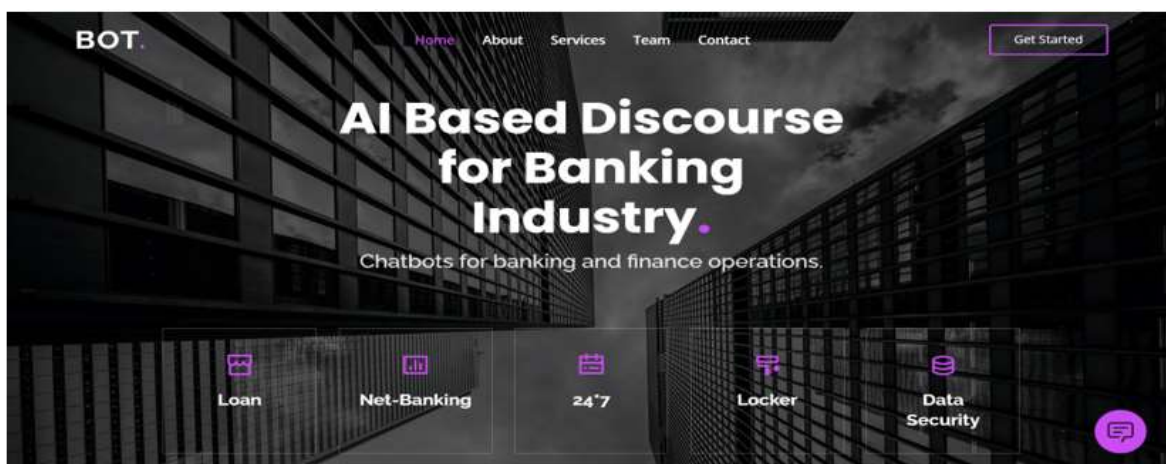 BOT.
Home About Services Team Contact
Get Started
AI Based Discourse
for Banking
Industry.
Chatbots for banking and finance operations.
Loan
Net-Banking
24*7
Locker
Data
Security